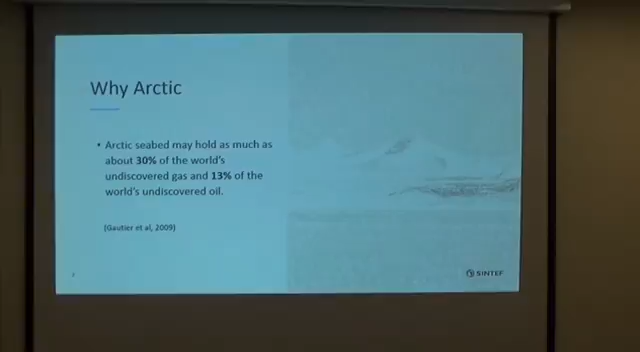 Why Arctic
• Arctic seabed may hold as much as
about 30% of the world's
undiscovered gas and 13% of the
world's undiscovered oil.
(Gautier et al, 2009)
SINTEF